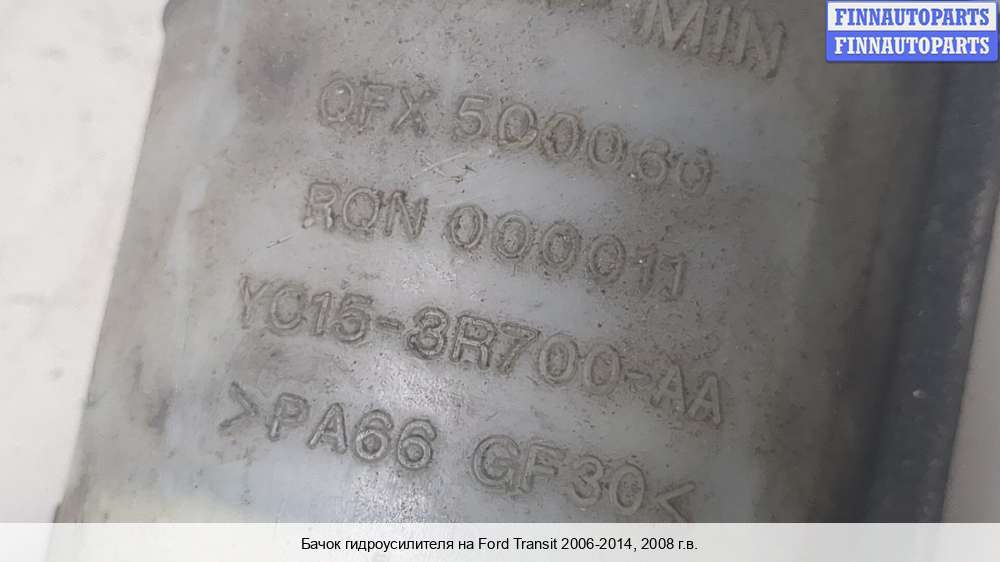 FINNAUTOPARTS
FINNAUTOPARTS
MIN
QFX 500060
RQN 000011
YC15-3R700-AA
>PA66 GF30<
Бачок гидроусилителя на Ford Transit 2006-2014, 2008 г.в.